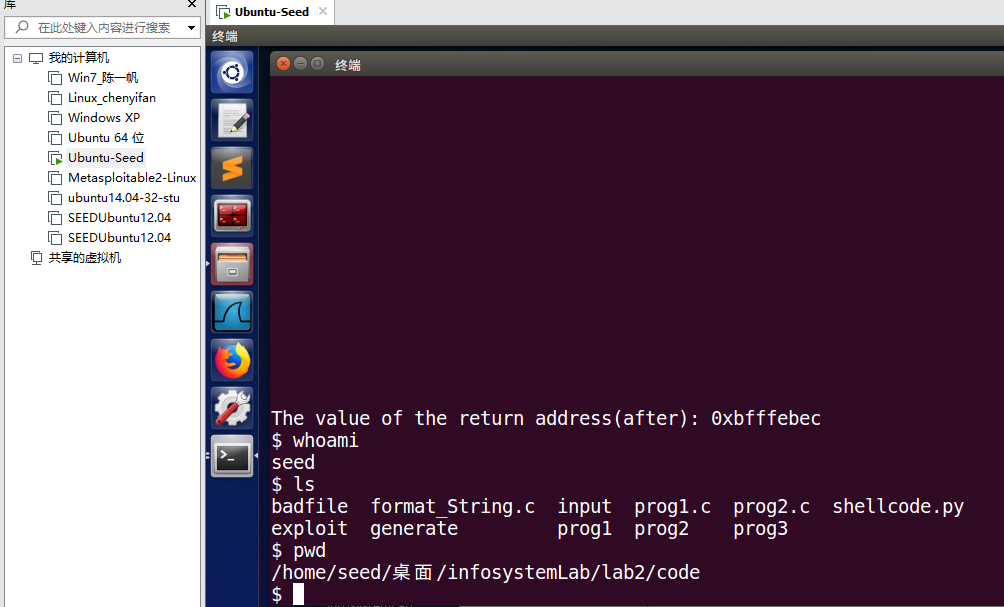 库
Ubuntu-Seed
在此处键入内容进行搜索
终端
我的计算机
Win7_陈一帆
Linux_chenyifan
Windows XP
Ubuntu 64 位
Ubuntu-Seed
Metasploitable2-Linux
ubuntu14.04-32-stu
SEEDUbuntu12.04
SEEDUbuntu12.04
共享的虚拟机
终端
The value of the return address(after): 0xbfffebec
$ whoami
seed
$ ls
badfile format_String.c input prog1.c prog2.c shellcode.py
exploit generate prog1 prog2 prog3
$ pwd
/home/seed/桌面/infosystemLab/lab2/code
$